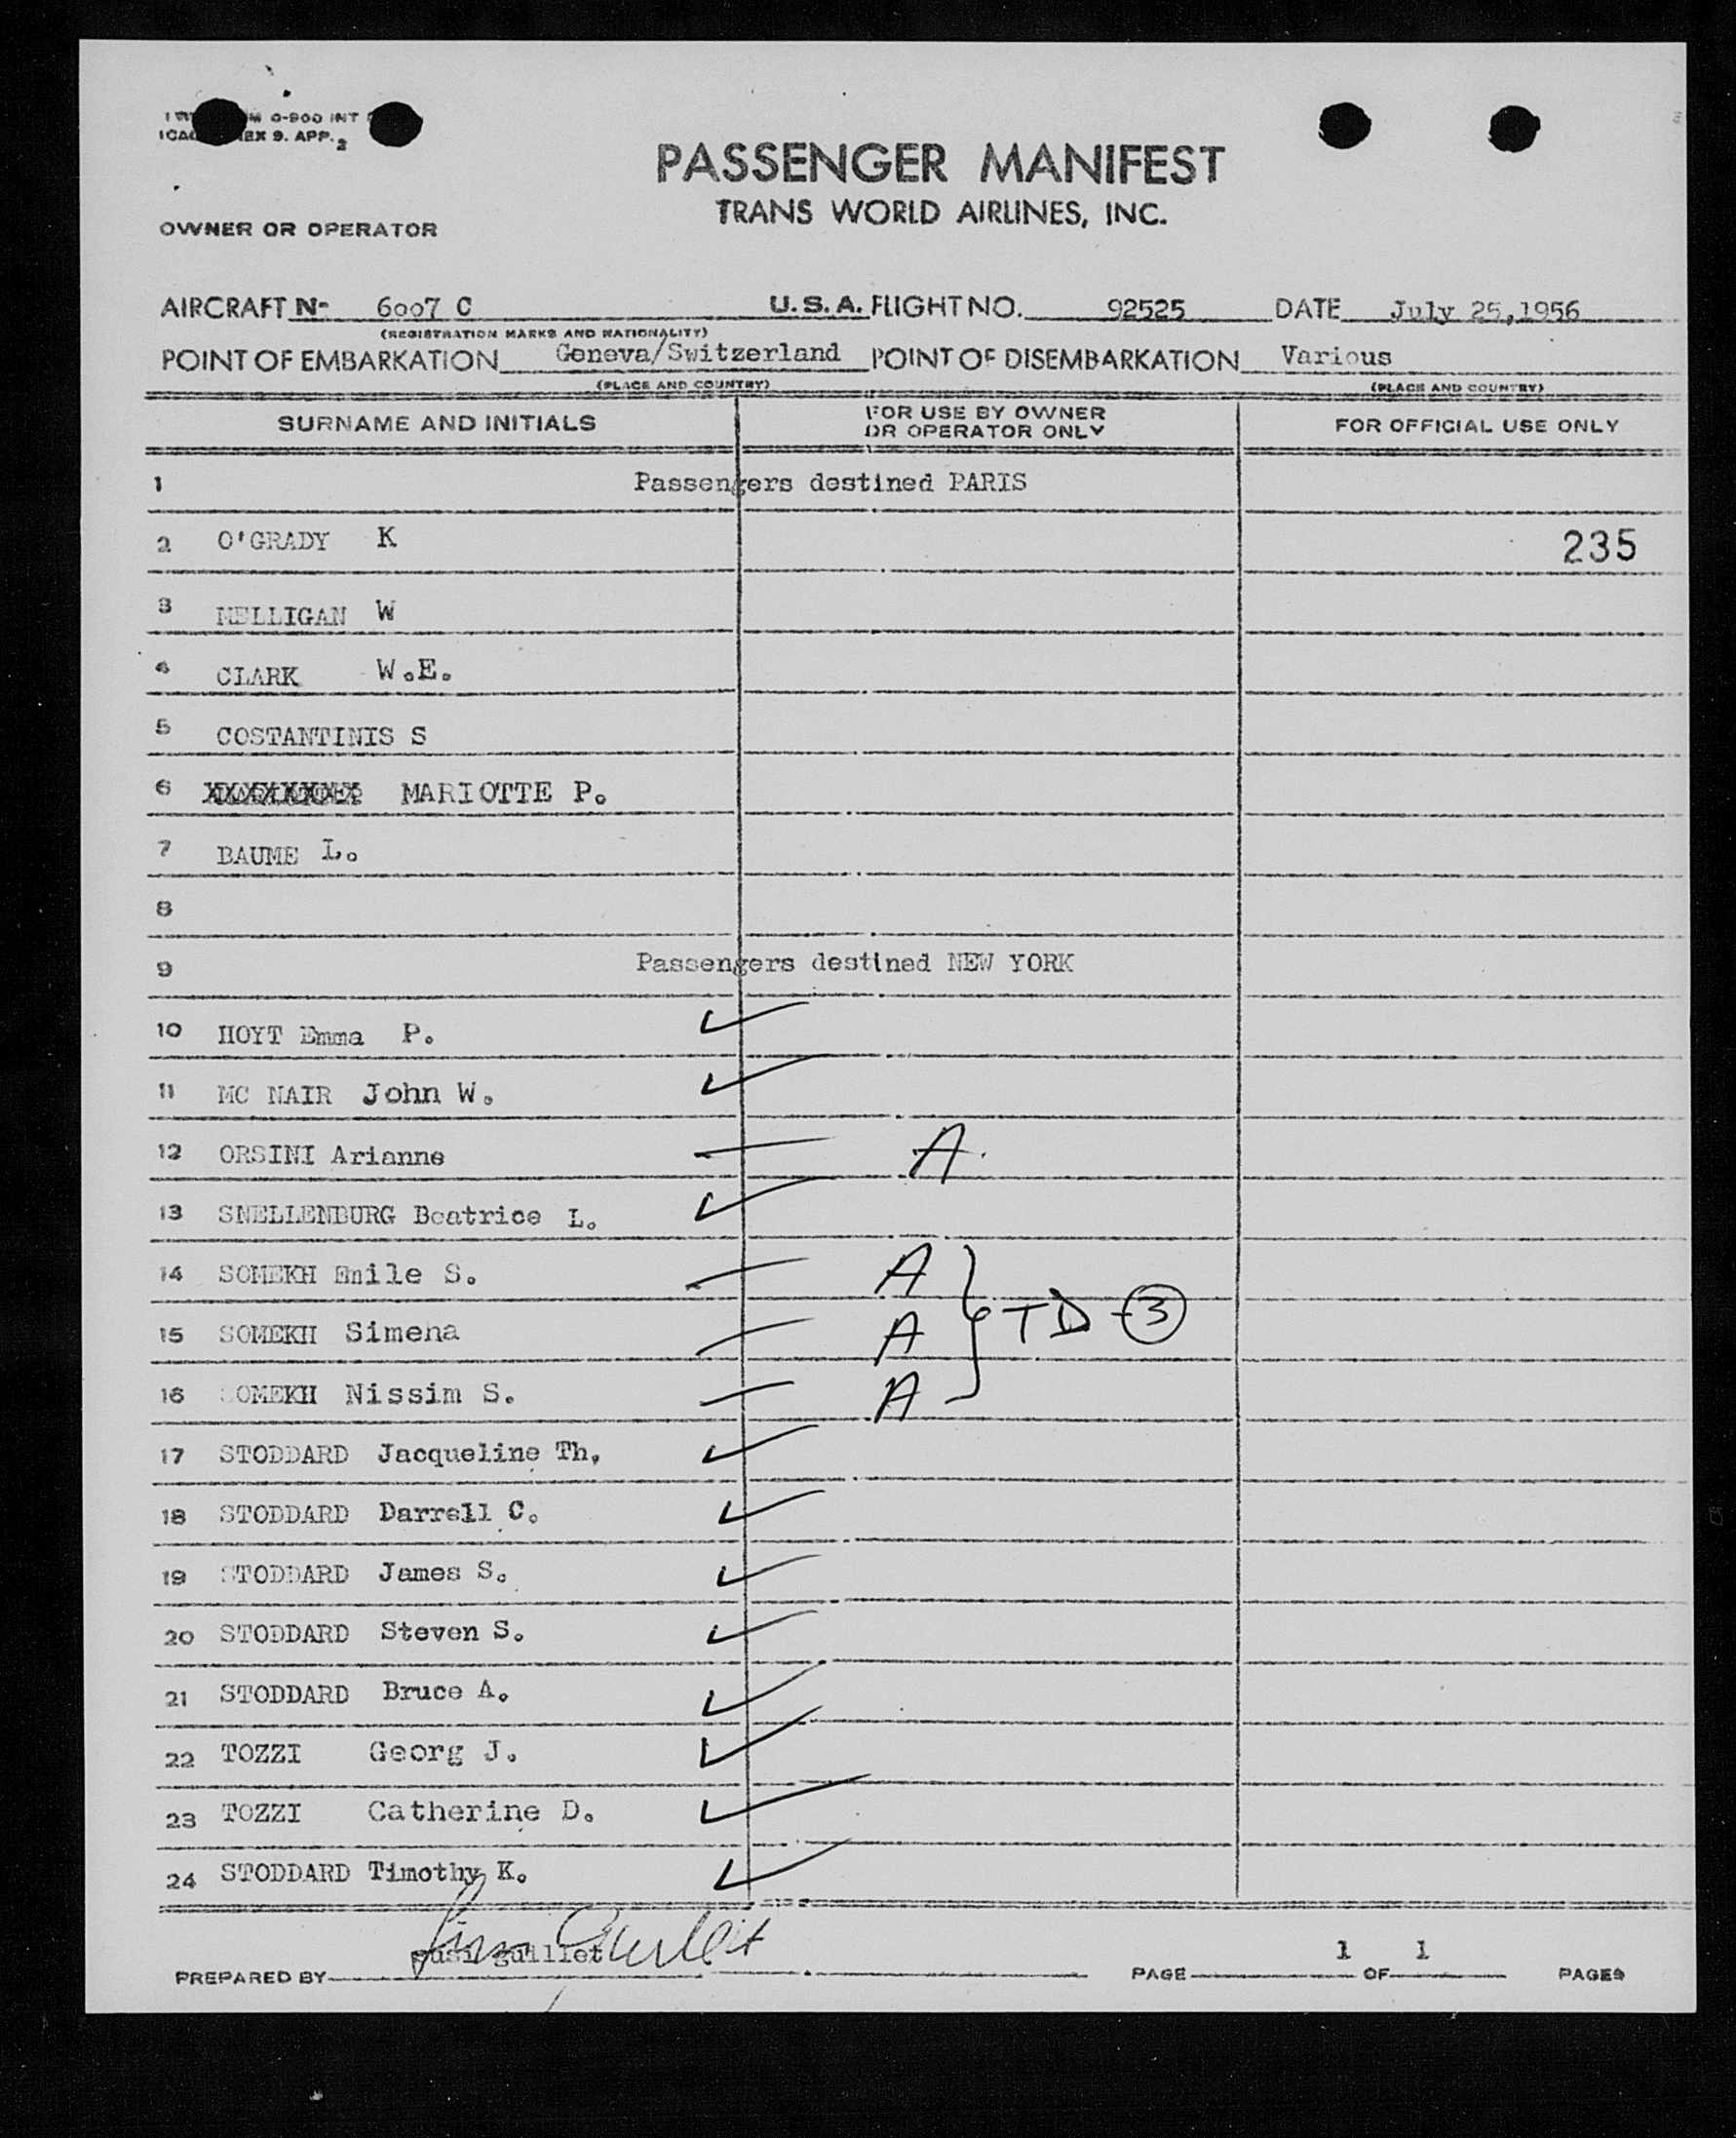 0-900 INT
9. APP. 2
PASSENGER MANIFEST
TRANS WORLD AIRLINES, INC.
OWNER OR OPERATOR
AIRCRAFT N- 6007 C U.S.A. FLIGHT NO. 92525 DATE July 25,1956
(REGISTRATION MARKS AND NATIONALITY)
POINT OF EMBARKATION Geneva/Switzerland POINT OF DISEMBARKATION Various
(PLACE AND COUNTRY) (PLACE AND COUNTRY)
SURNAME AND INITIALS FOR USE BY OWNER OR OPERATOR ONLY FOR OFFICIAL USE ONLY
1 Passengers destined PARIS
2 O'GRADY K 235
3 MELLIGAN W
4 CLARK W.E.
5 COSTANTINIS S
6 MARIOTTE P.
7 BAUME L.
8
9 Passengers destined NEW YORK
10 HOYT Emma P.
11 MC NAIR John W.
12 ORSINI Arianne A.
13 SNELLENBURG Beatrice L.
14 SOMEKH Emile S. A
15 SOMEKH Simena A TD - 3
16 SOMEKH Nissim S. A
17 STODDARD Jacqueline Th.
18 STODDARD Darrell C.
19 STODDARD James S.
20 STODDARD Steven S.
21 STODDARD Bruce A.
22 TOZZI Georg J.
23 TOZZI Catherine D.
24 STODDARD Timothy K.
PREPARED BY guillet PAGE 1 OF 1 PAGES